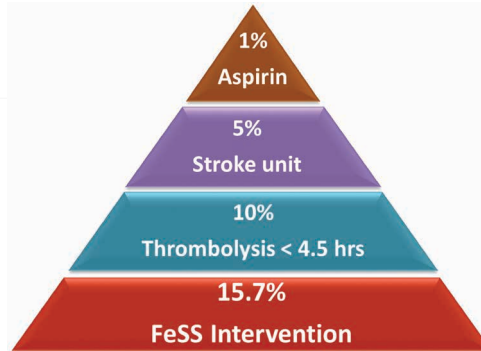 1%
Aspirin
5%
Stroke unit
10%
Thrombolysis < 4.5 hrs
15.7%
FeSS Intervention